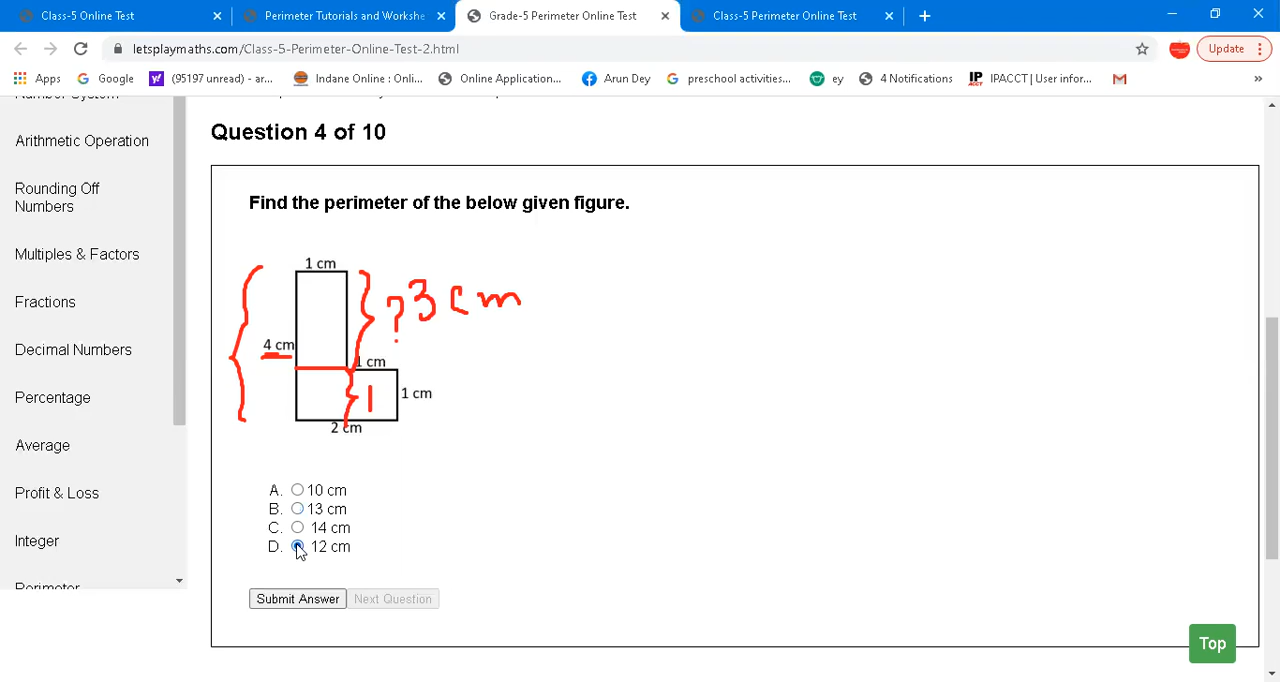 Class-5 Online Test
Perimeter Tutorials and Workshe
Grade-5 Perimeter Online Test
Class-5 Perimeter Online Test
letsplaymaths.com/Class-5-Perimeter-Online-Test-2.html
Update
Apps
Google
(95197 unread) - ar...
Indane Online : Onli...
Online Application...
Arun Dey
preschool activities...
ey
4 Notifications
IPACCT | User infor...
»
Arithmetic Operation
Rounding Off
Numbers
Multiples & Factors
Fractions
Decimal Numbers
Percentage
Average
Profit & Loss
Integer
Perimeter
Question 4 of 10
Find the perimeter of the below given figure.
1 cm
? 3 cm
4 cm
1 cm
1
1 cm
2 cm
A. 10 cm
B. 13 cm
C. 14 cm
D. 12 cm
Submit Answer
Next Question
Top